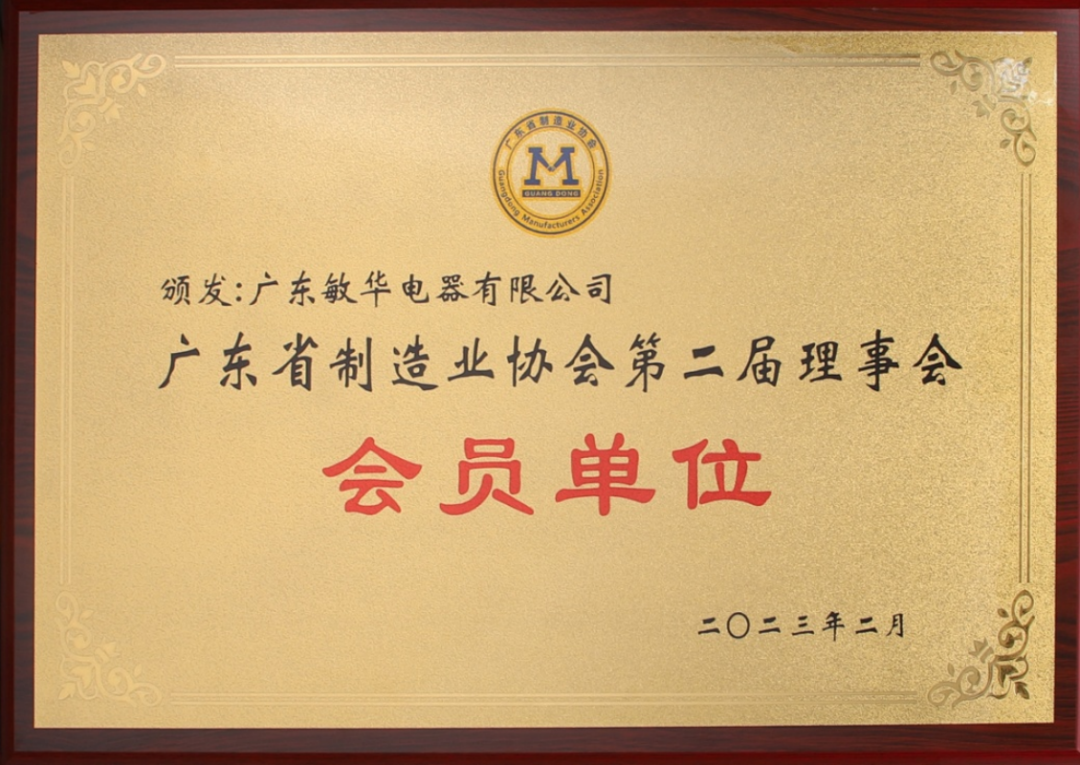 广东省制造业协会
M
GUANG DONG
Guangdong Manufacturers Association
颁发:广东敏华电器有限公司
广东省制造业协会第二届理事会
会员单位
二〇二三年二月